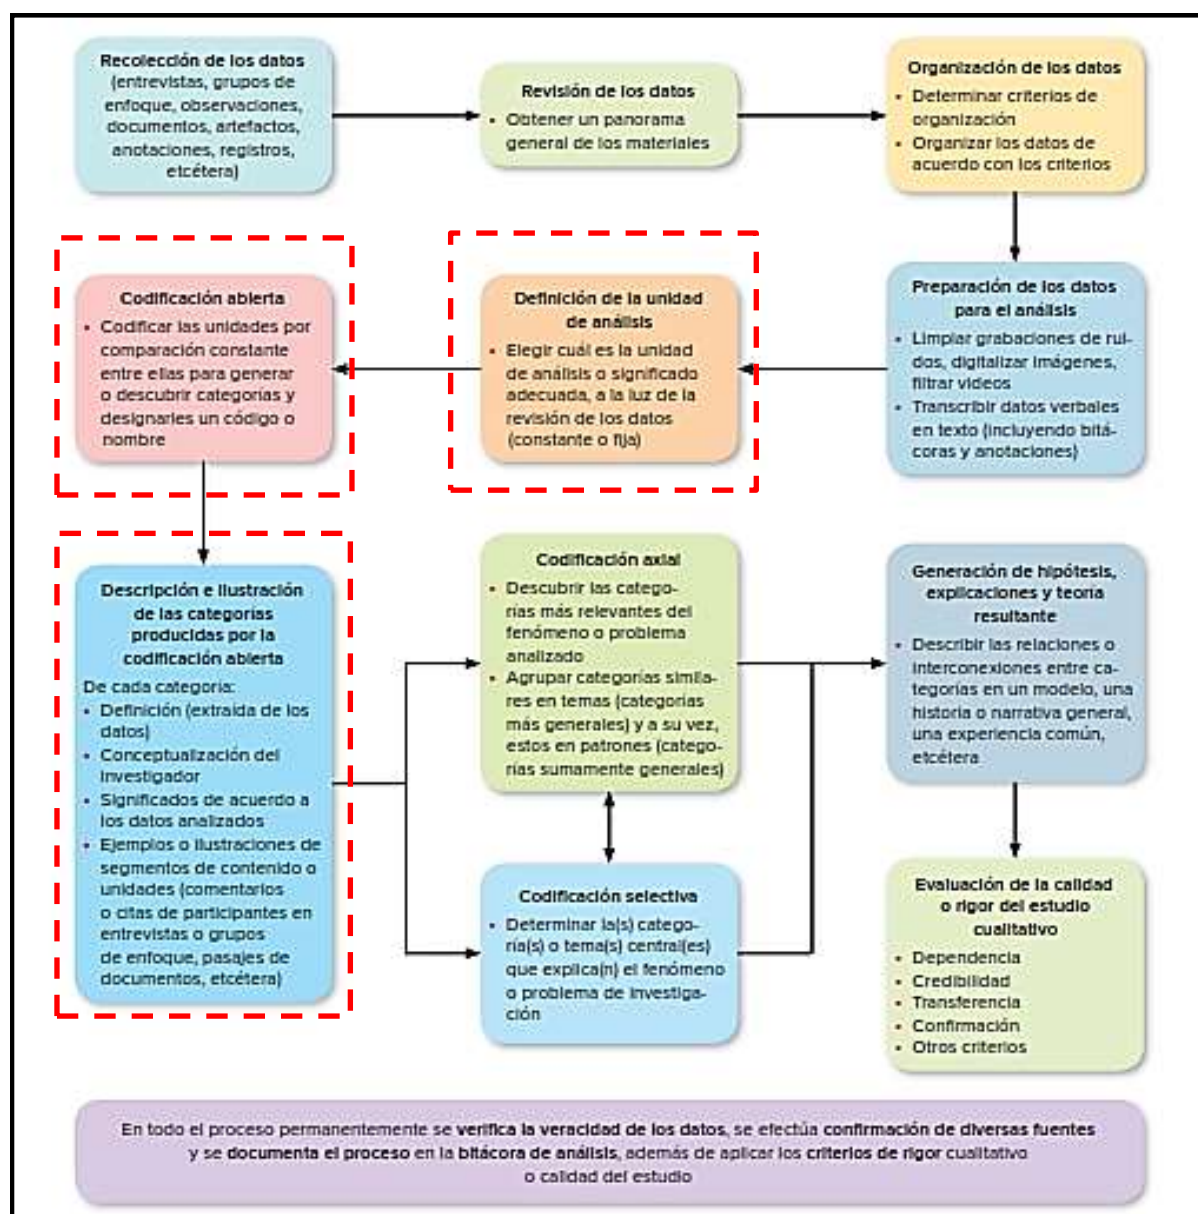 Recolección de los datos
(entrevistas, grupos de
enfoque, observaciones,
documentos, artefactos,
anotaciones, registros,
etcétera)
Revisión de los datos
• Obtener un panorama
general de los materiales
Organización de los datos
• Determinar criterios de
organización
• Organizar los datos de
acuerdo con los criterios
Preparación de los datos
para el análisis
• Limpiar grabaciones de rui-
dos, digitalizar imágenes,
filtrar videos
• Transcribir datos verbales
en texto (incluyendo bitá-
coras y anotaciones)
Definición de la unidad
de análisis
• Elegir cuál es la unidad
de análisis o significado
adecuada, a la luz de la
revisión de los datos
(constante o fija)
Codificación abierta
• Codificar las unidades por
comparación constante
entre ellas para generar
o descubrir categorías y
designarles un código o
nombre
Descripción e ilustración
de las categorías
producidas por la
codificación abierta
De cada categoría:
• Definición (extraída de los
datos)
• Conceptualización del
investigador
• Significados de acuerdo a
los datos analizados
• Ejemplos o ilustraciones de
segmentos de contenido o
unidades (comentarios
o citas de participantes en
entrevistas o grupos
de enfoque, pasajes de
documentos, etcétera)
Codificación axial
• Descubrir las catego-
rías más relevantes del
fenómeno o problema
analizado
• Agrupar categorías simila-
res en temas (categorías
más generales) y a su vez,
estos en patrones (catego-
rías sumamente generales)
Codificación selectiva
• Determinar la(s) catego-
ría(s) o tema(s) central(es)
que explica(n) el fenómeno
o problema de investiga-
ción
Generación de hipótesis,
explicaciones y teoría
resultante
• Describir las relaciones o
interconexiones entre ca-
tegorías en un modelo, una
historia o narrativa general,
una experiencia común,
etcétera
Evaluación de la calidad
o rigor del estudio
cualitativo
• Dependencia
• Credibilidad
• Transferencia
• Confirmación
• Otros criterios
En todo el proceso permanentemente se verifica la veracidad de los datos, se efectúa confirmación de diversas fuentes
y se documenta el proceso en la bitácora de análisis, además de aplicar los criterios de rigor cualitativo
o calidad del estudio